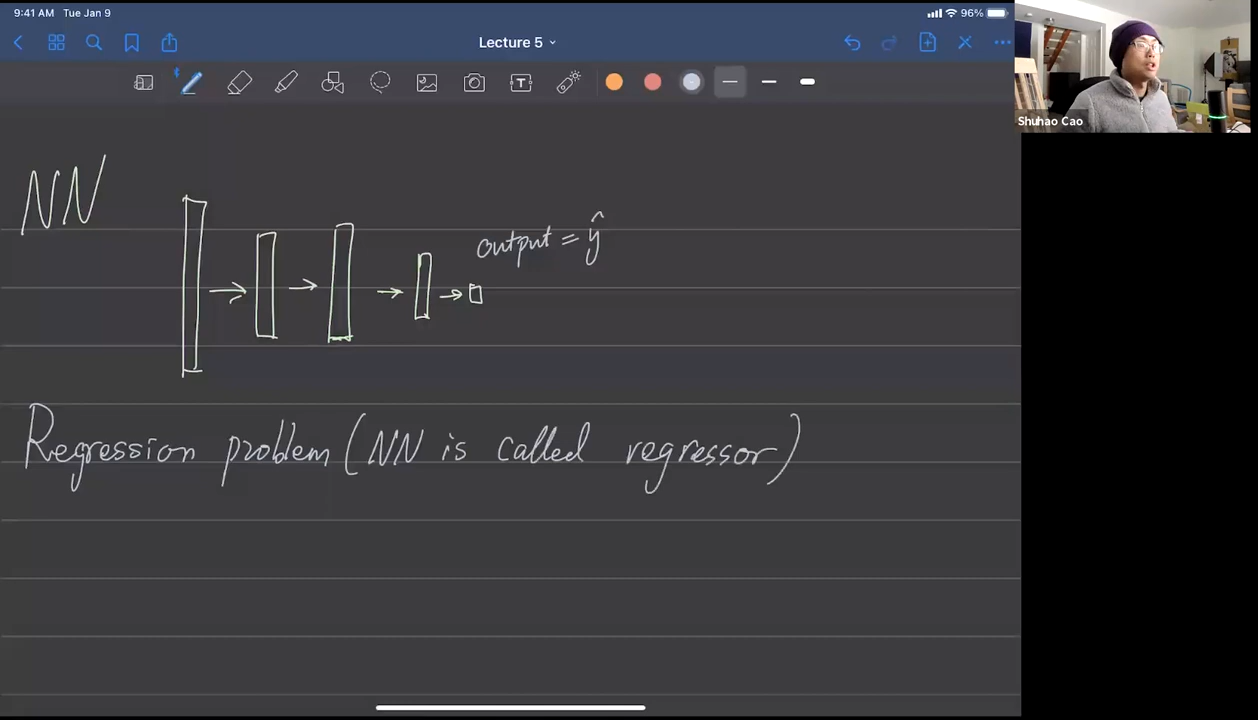 9:41 AM Tue Jan 9
96%
Lecture 5
Shuhao Cao
NN
output = ŷ
Regression problem (NN is called regressor)